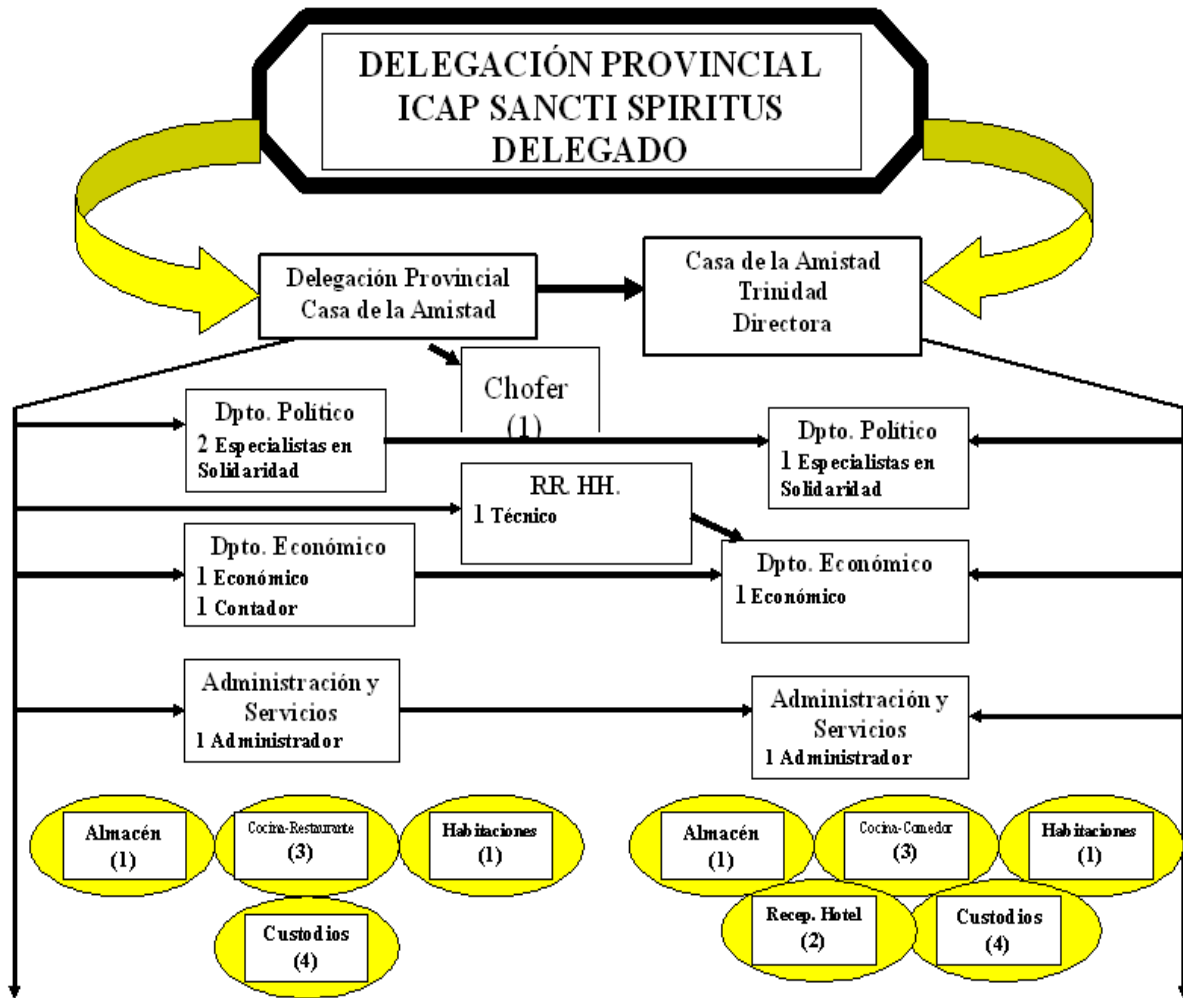 DELEGACIÓN PROVINCIAL
ICAP SANCTI SPIRITUS
DELEGADO
Delegación Provincial
Casa de la Amistad
Casa de la Amistad
Trinidad
Directora
Chofer
(1)
Dpto. Político
2 Especialistas en
Solidaridad
Dpto. Político
1 Especialistas en
Solidaridad
RR. HH.
1 Técnico
Dpto. Económico
1 Económico
1 Contador
Dpto. Económico
1 Económico
Administración y
Servicios
1 Administrador
Administración y
Servicios
1 Administrador
Almacén
(1)
Cocina-Restaurante
(3)
Habitaciones
(1)
Almacén
(1)
Cocina-Comedor
(3)
Habitaciones
(1)
Custodios
(4)
Recep. Hotel
(2)
Custodios
(4)